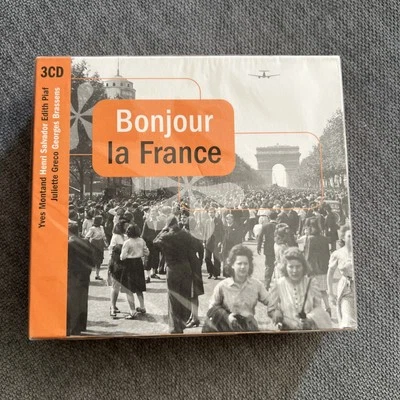 3CD
Yves Montand Henri Salvador Edith Piaf
Juliette Greco Georges Brassens
Bonjour
la France